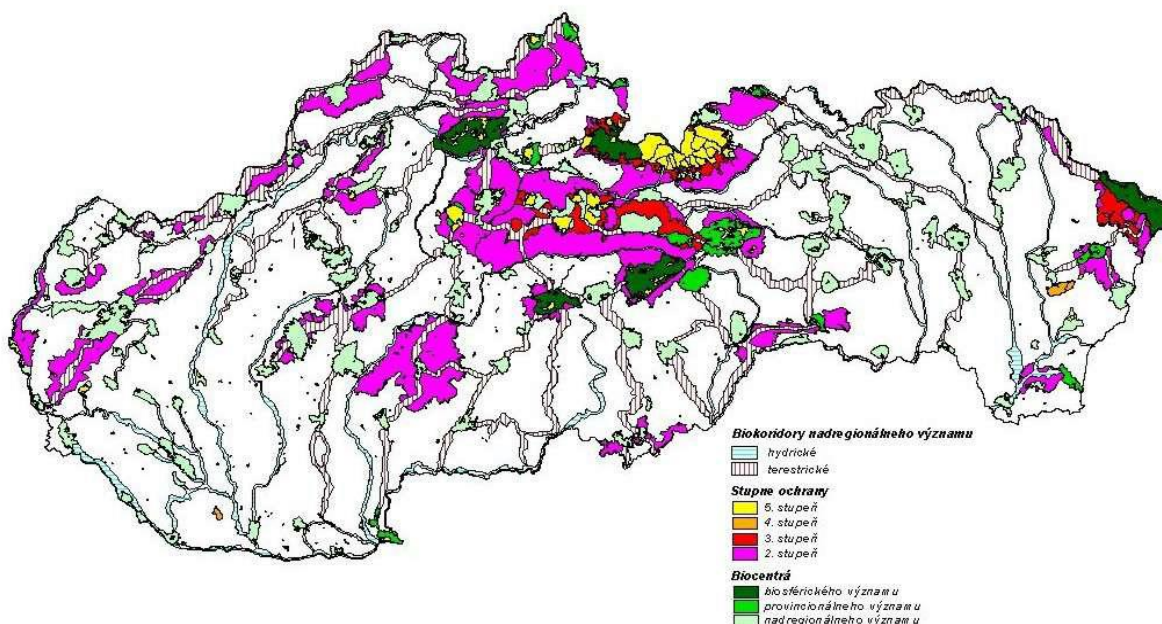 Biokoridory nadregionálneho významu
hydrické
terestrické
Stupne ochrany
5. stupeň
4. stupeň
3. stupeň
2. stupeň
Biocentrá
biosférického významu
provincionálneho významu
nadregionálneho významu